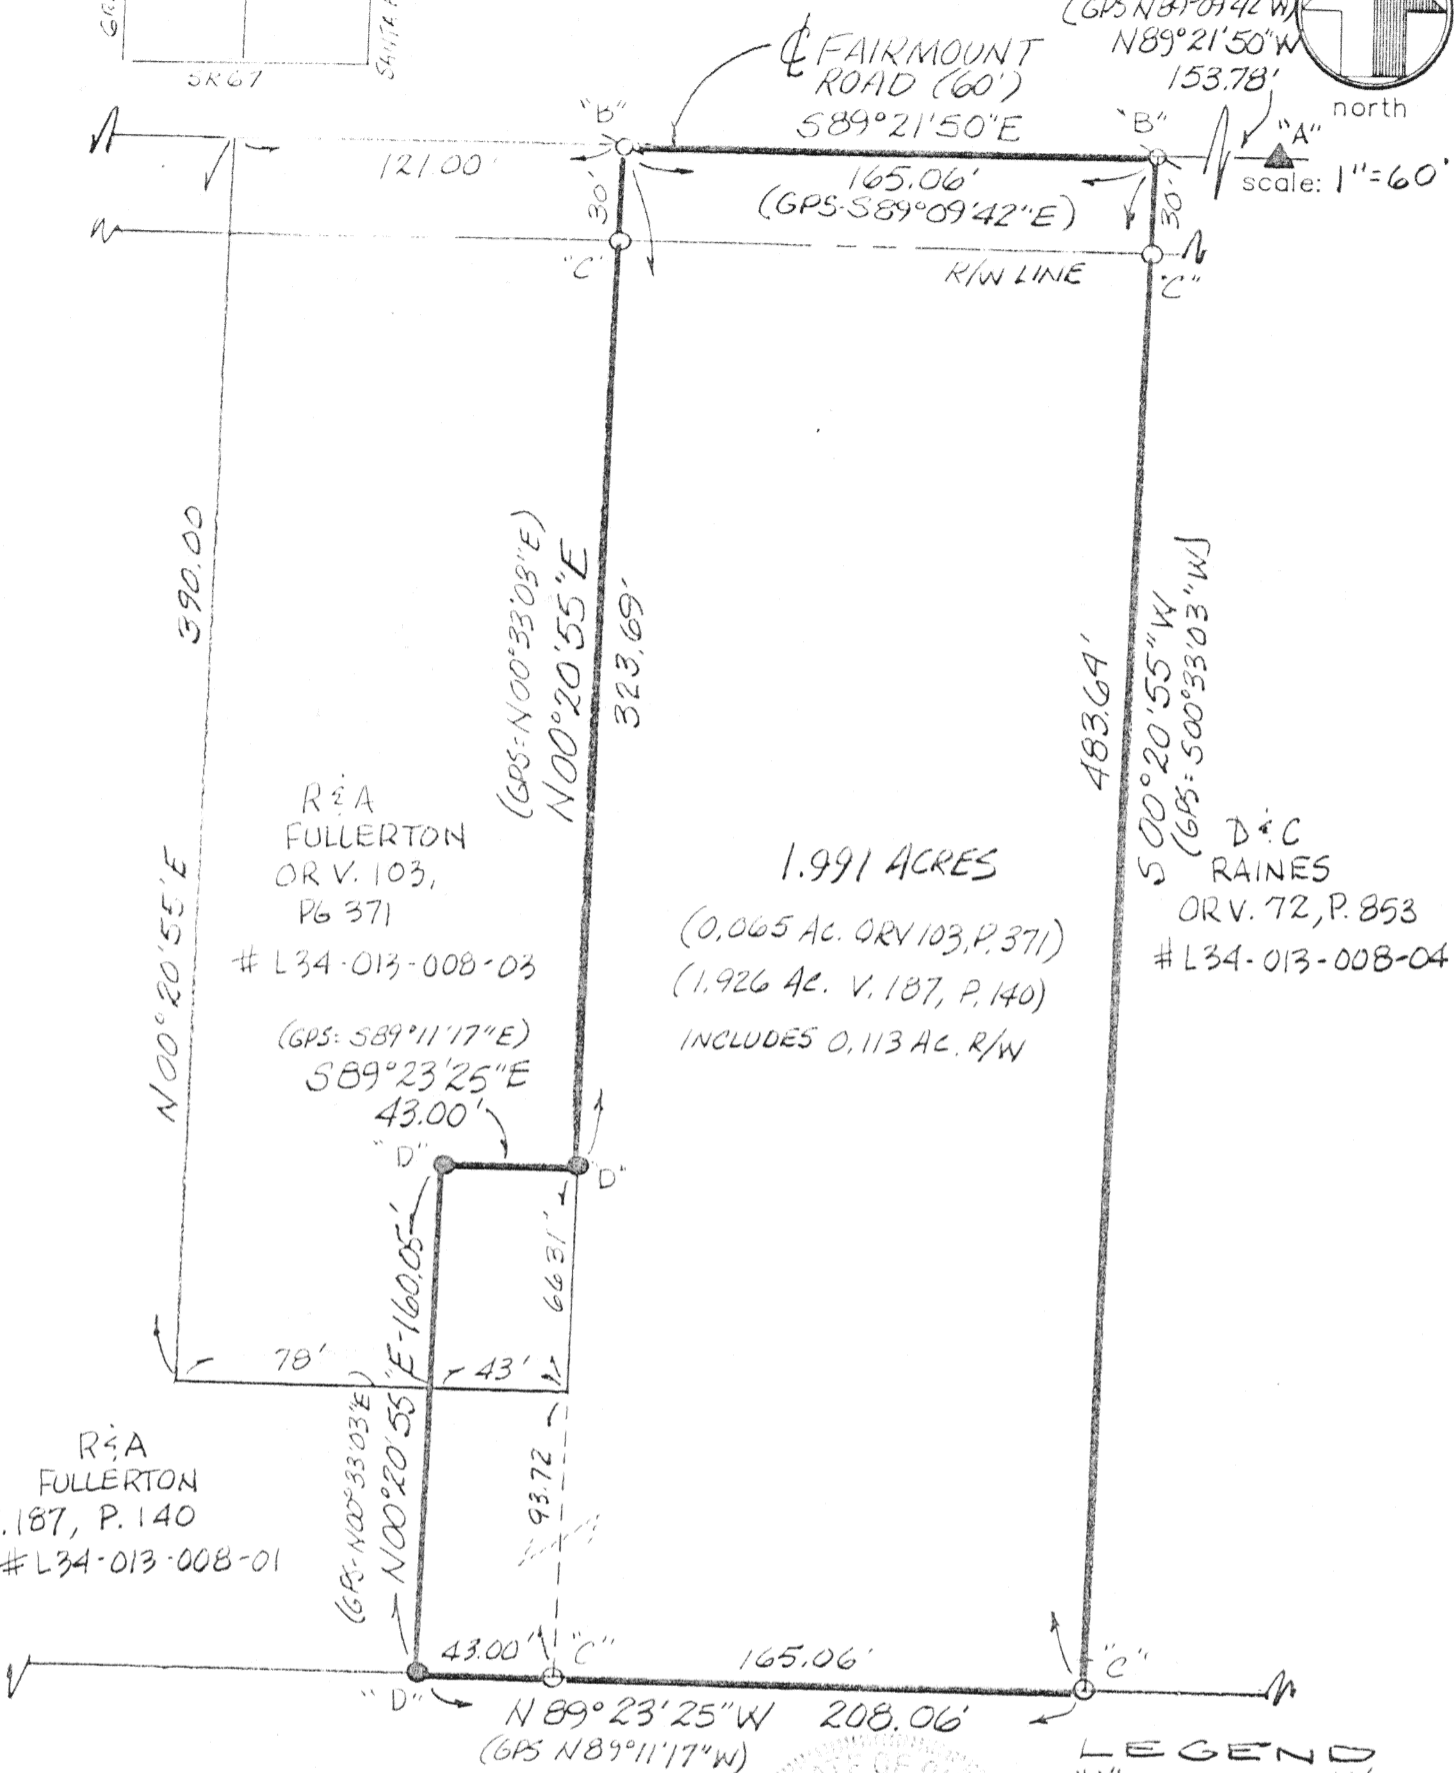 SR67
(GPS N89°09'42"W)
N89°21'50"W
153.78'
north
"A"
scale: 1"=60'
℄ FAIRMOUNT
ROAD (60')
S89°21'50"E
"B"
"B"
121.00'
165.06'
(GPS-S89°09'42"E)
30'
30'
"C"
R/W LINE
"C"
390.00
N00°20'55"E
(GPS=N00°33'03"E)
N00°20'55"E
323.69'
483.64'
S00°20'55"W
(GPS=S00°33'03"W)
R & A
FULLERTON
OR V. 103,
PG 371
# L34-013-008-03
1.991 ACRES
(0.065 AC. ORV 103, P. 371)
(1.926 AC. V. 187, P. 140)
INCLUDES 0.113 AC. R/W
D & C
RAINES
OR V. 72, P. 853
# L34-013-008-04
(GPS: S89°11'17"E)
S89°23'25"E
43.00'
"D"
"D"
66.31'
N00°20'55"E-160.05'
(GPS-N00°33'03"E)
78'
43'
93.72
R & A
FULLERTON
.187, P. 140
# L34-013-008-01
43.00'
"C"
165.06'
"C"
"D"
N89°23'25"W 208.06'
(GPS N89°11'17"W)
LEGEND